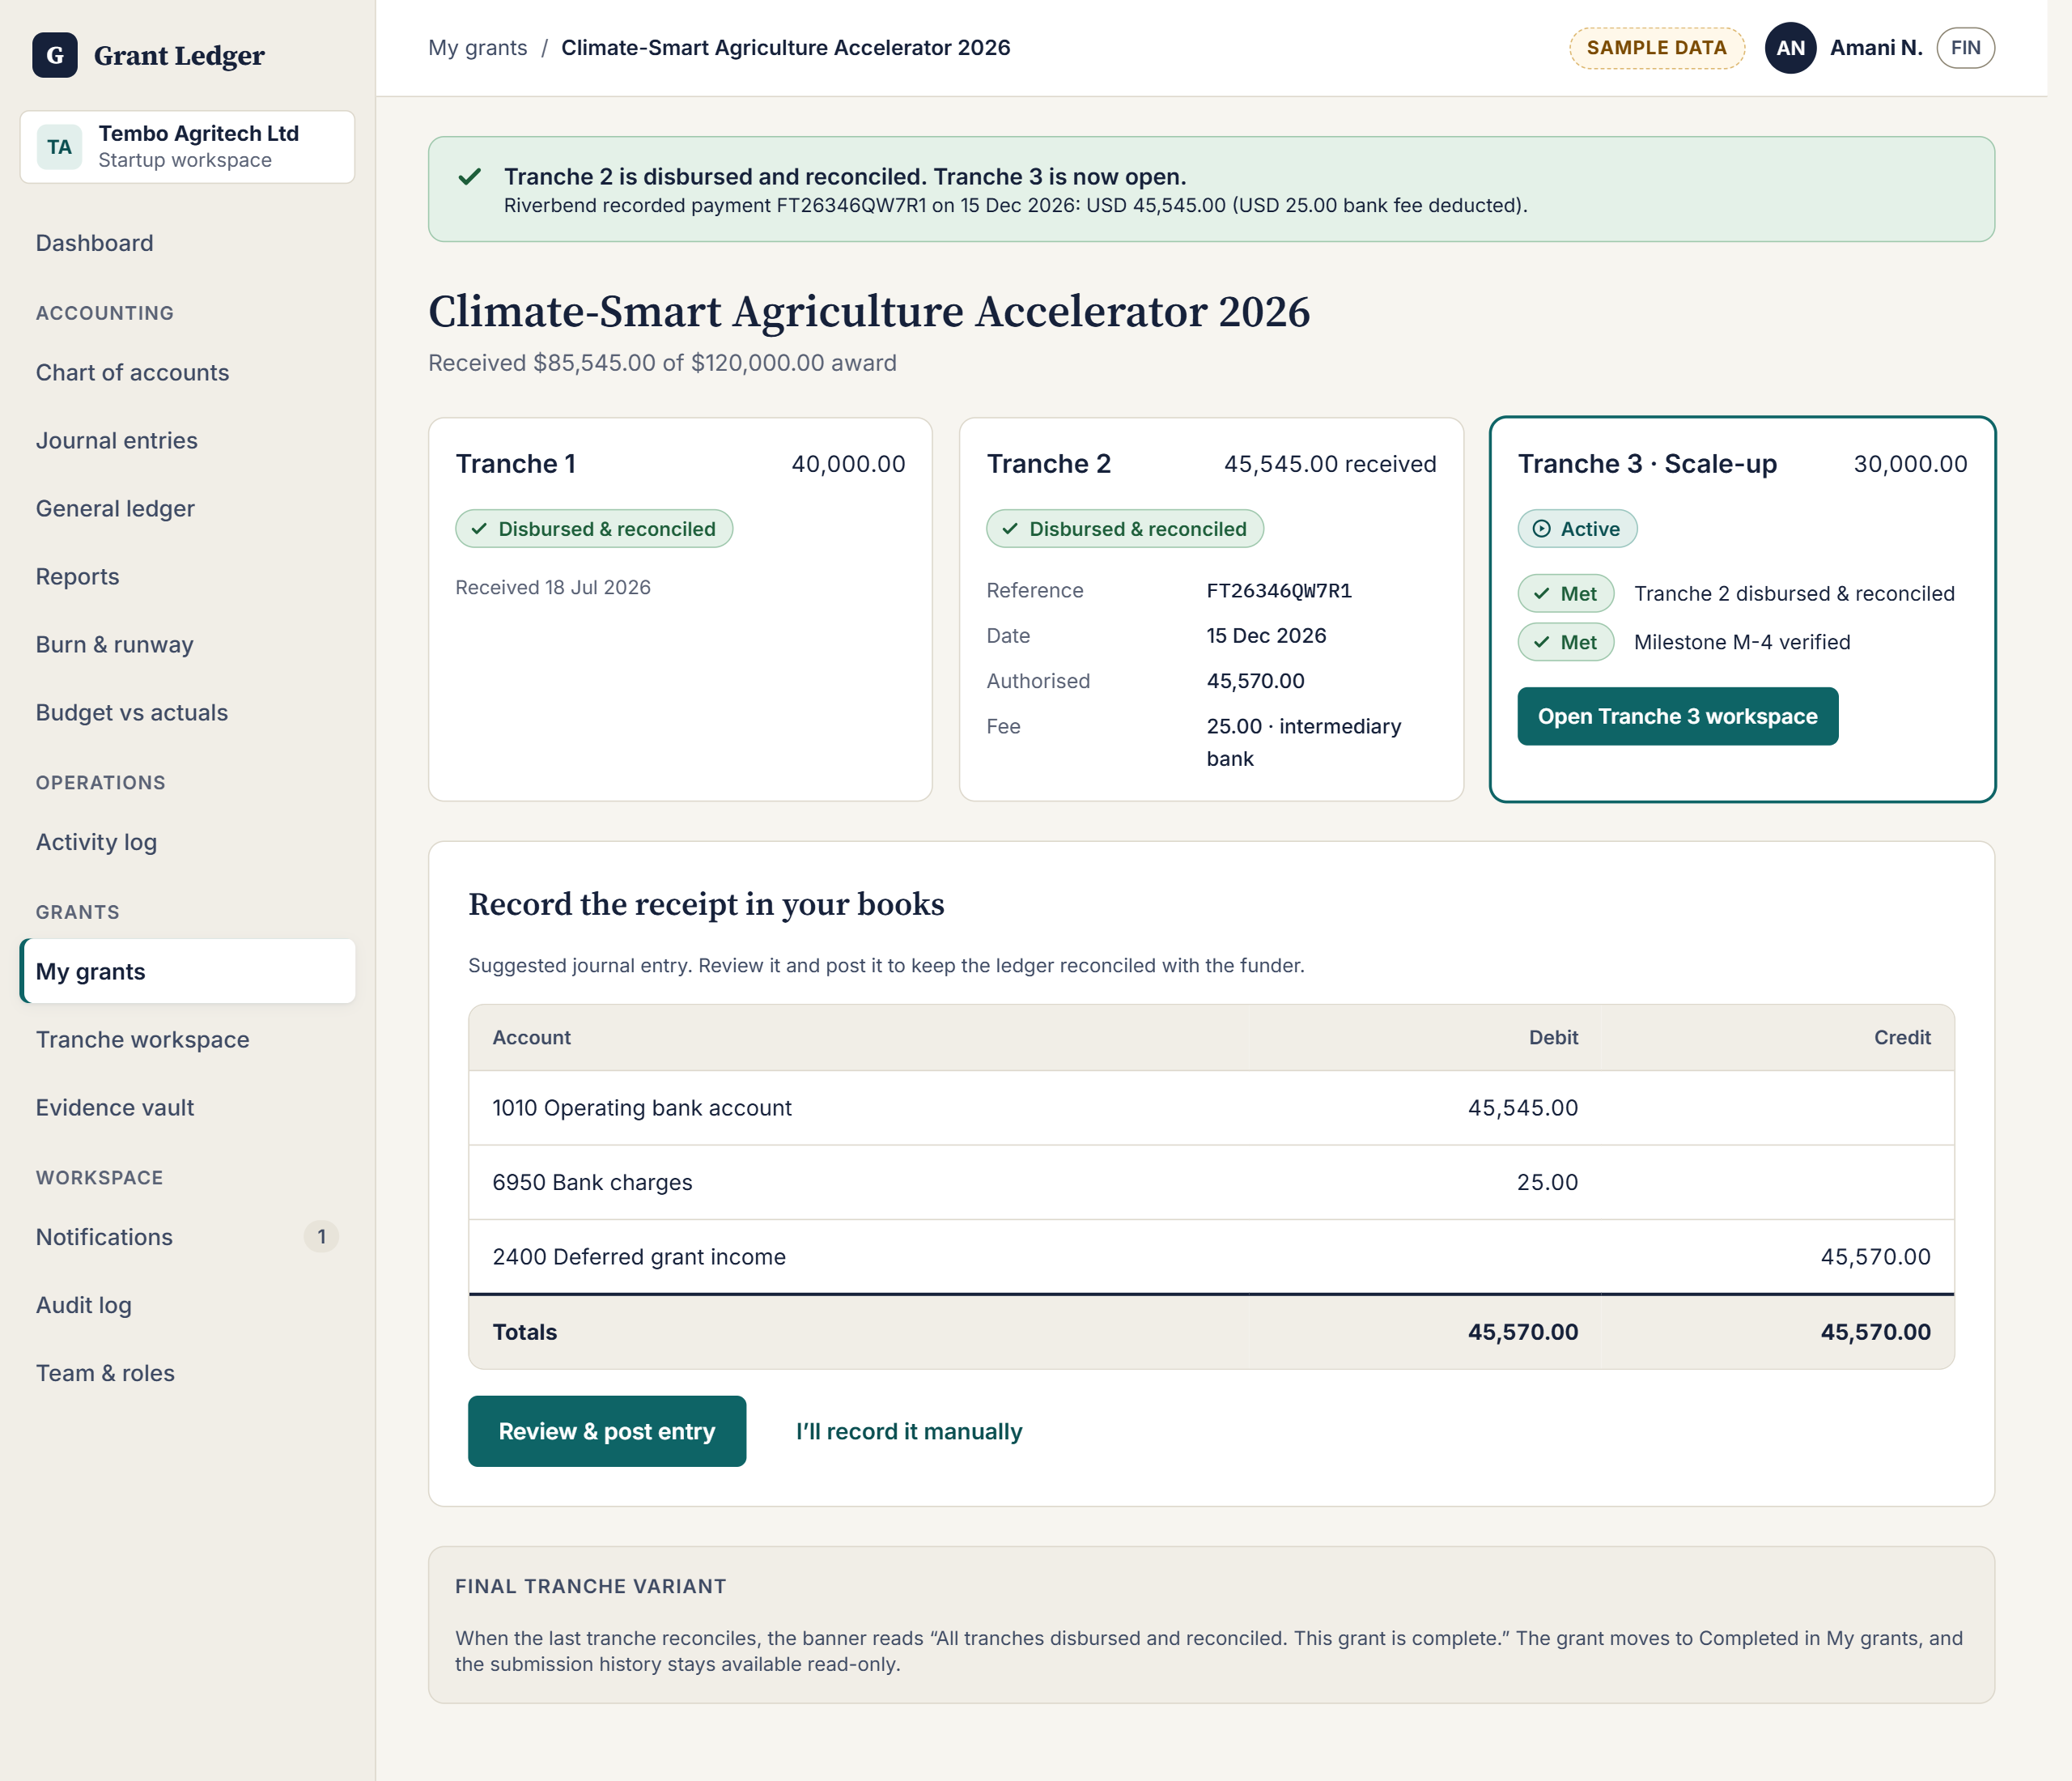 G Grant Ledger
TA
Tembo Agritech Ltd
Startup workspace
Dashboard
ACCOUNTING
Chart of accounts
Journal entries
General ledger
Reports
Burn & runway
Budget vs actuals
OPERATIONS
Activity log
GRANTS
My grants
Tranche workspace
Evidence vault
WORKSPACE
Notifications 1
Audit log
Team & roles
My grants / Climate-Smart Agriculture Accelerator 2026
SAMPLE DATA AN Amani N. FIN
Tranche 2 is disbursed and reconciled. Tranche 3 is now open.
Riverbend recorded payment FT26346QW7R1 on 15 Dec 2026: USD 45,545.00 (USD 25.00 bank fee deducted).
Climate-Smart Agriculture Accelerator 2026
Received $85,545.00 of $120,000.00 award
Tranche 1 40,000.00
Disbursed & reconciled
Received 18 Jul 2026
Tranche 2 45,545.00 received
Disbursed & reconciled
Reference FT26346QW7R1
Date 15 Dec 2026
Authorised 45,570.00
Fee 25.00 · intermediary
bank
Tranche 3 · Scale-up 30,000.00
Active
Met Tranche 2 disbursed & reconciled
Met Milestone M-4 verified
Open Tranche 3 workspace
Record the receipt in your books
Suggested journal entry. Review it and post it to keep the ledger reconciled with the funder.
Account Debit Credit
1010 Operating bank account 45,545.00
6950 Bank charges 25.00
2400 Deferred grant income 45,570.00
Totals 45,570.00 45,570.00
Review & post entry I’ll record it manually
FINAL TRANCHE VARIANT
When the last tranche reconciles, the banner reads “All tranches disbursed and reconciled. This grant is complete.” The grant moves to Completed in My grants, and
the submission history stays available read-only.